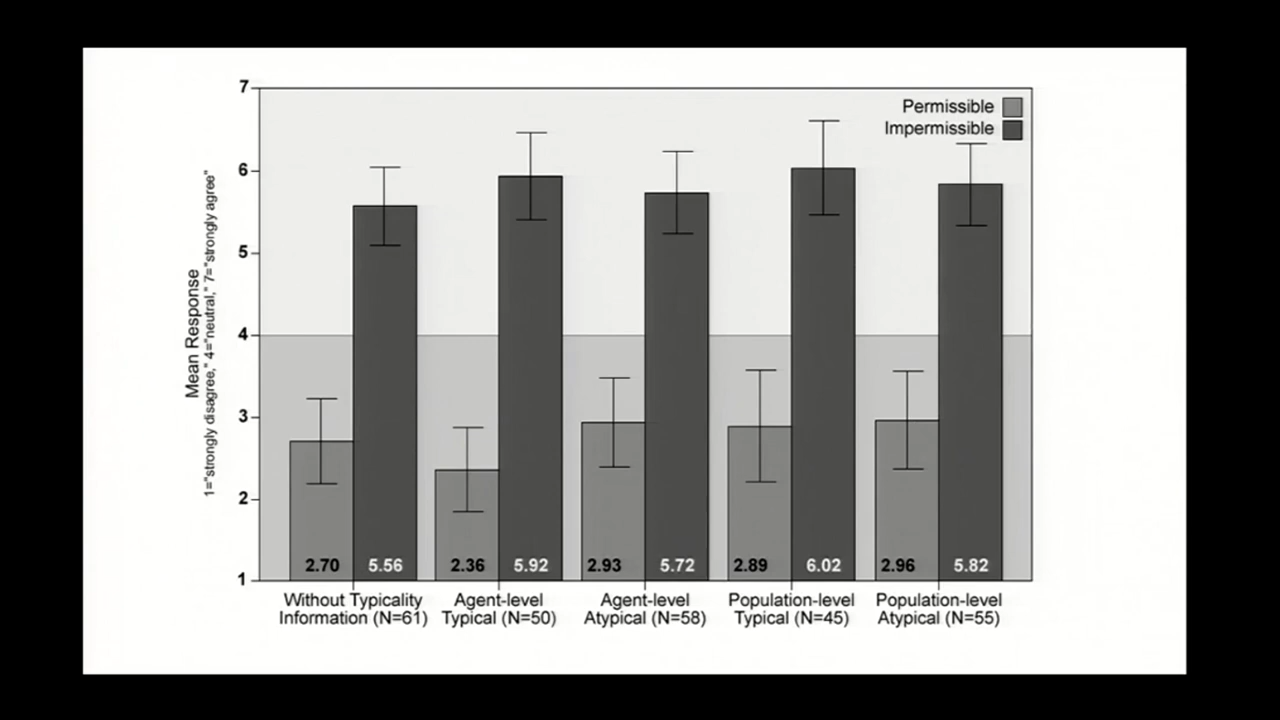 7
6
5
4
3
2
1
Mean Response
1="strongly disagree," 4="neutral," 7="strongly agree"
Permissible
Impermissible
2.70 5.56 2.36 5.92 2.93 5.72 2.89 6.02 2.96 5.82
Without Typicality
Information (N=61)
Agent-level
Typical (N=50)
Agent-level
Atypical (N=58)
Population-level
Typical (N=45)
Population-level
Atypical (N=55)